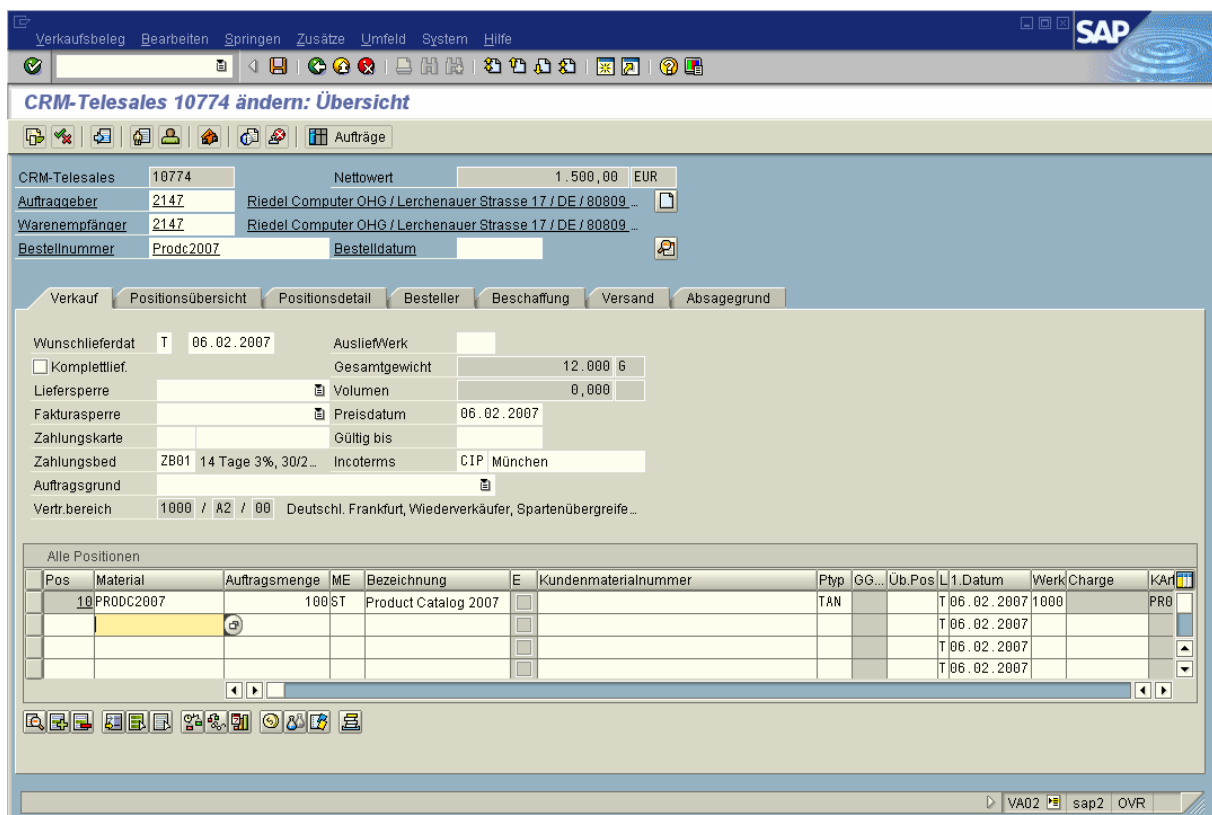 Verkaufsbeleg Bearbeiten Springen Zusätze Umfeld System Hilfe
SAP
CRM-Telesales 10774 ändern: Übersicht
Aufträge
CRM-Telesales 10774 Nettowert 1.500,00 EUR
Auftraggeber 2147 Riedel Computer OHG / Lerchenauer Strasse 17 / DE / 80809 ...
Warenempfänger 2147 Riedel Computer OHG / Lerchenauer Strasse 17 / DE / 80809 ...
Bestellnummer Prodc2007 Bestelldatum
Verkauf Positionsübersicht Positionsdetail Besteller Beschaffung Versand Absagegrund
Wunschlieferdat T 06.02.2007 AusliefWerk
Komplettlief. Gesamtgewicht 12.000 G
Liefersperre Volumen 0,000
Fakturasperre Preisdatum 06.02.2007
Zahlungskarte Gültig bis
Zahlungsbed ZB01 14 Tage 3%, 30/2... Incoterms CIP München
Auftragsgrund
Vertr.bereich 1000 / A2 / 00 Deutschl. Frankfurt, Wiederverkäufer, Spartenübergreife...
Alle Positionen
Pos Material Auftragsmenge ME Bezeichnung E Kundenmaterialnummer Ptyp GG... Üb.Pos L 1.Datum Werk Charge KArt
10 PRODC2007 100 ST Product Catalog 2007 TAN T 06.02.2007 1000 PR0
T 06.02.2007
T 06.02.2007
T 06.02.2007
VA02 sap2 OVR